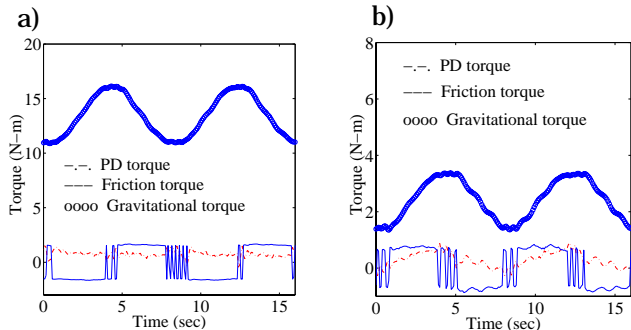 a)
20
15
10
5
0
Torque (N-m)
-.-. PD torque
--- Friction torque
oooo Gravitational torque
0 5 10 15
Time (sec)
b)
8
6
4
2
0
Torque (N-m)
-.-. PD torque
--- Friction torque
oooo Gravitational torque
0 5 10 15
Time (sec)